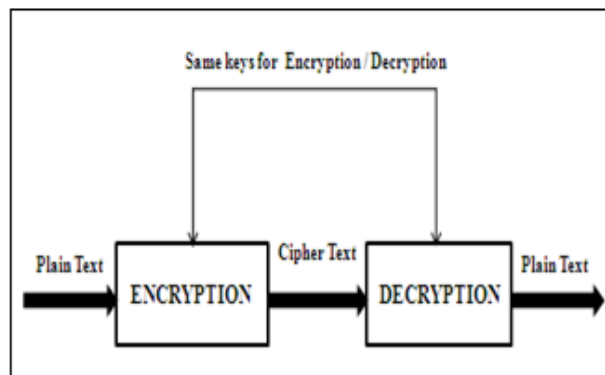 Same keys for Encryption / Decryption
Plain Text
ENCRYPTION
Cipher Text
DECRYPTION
Plain Text